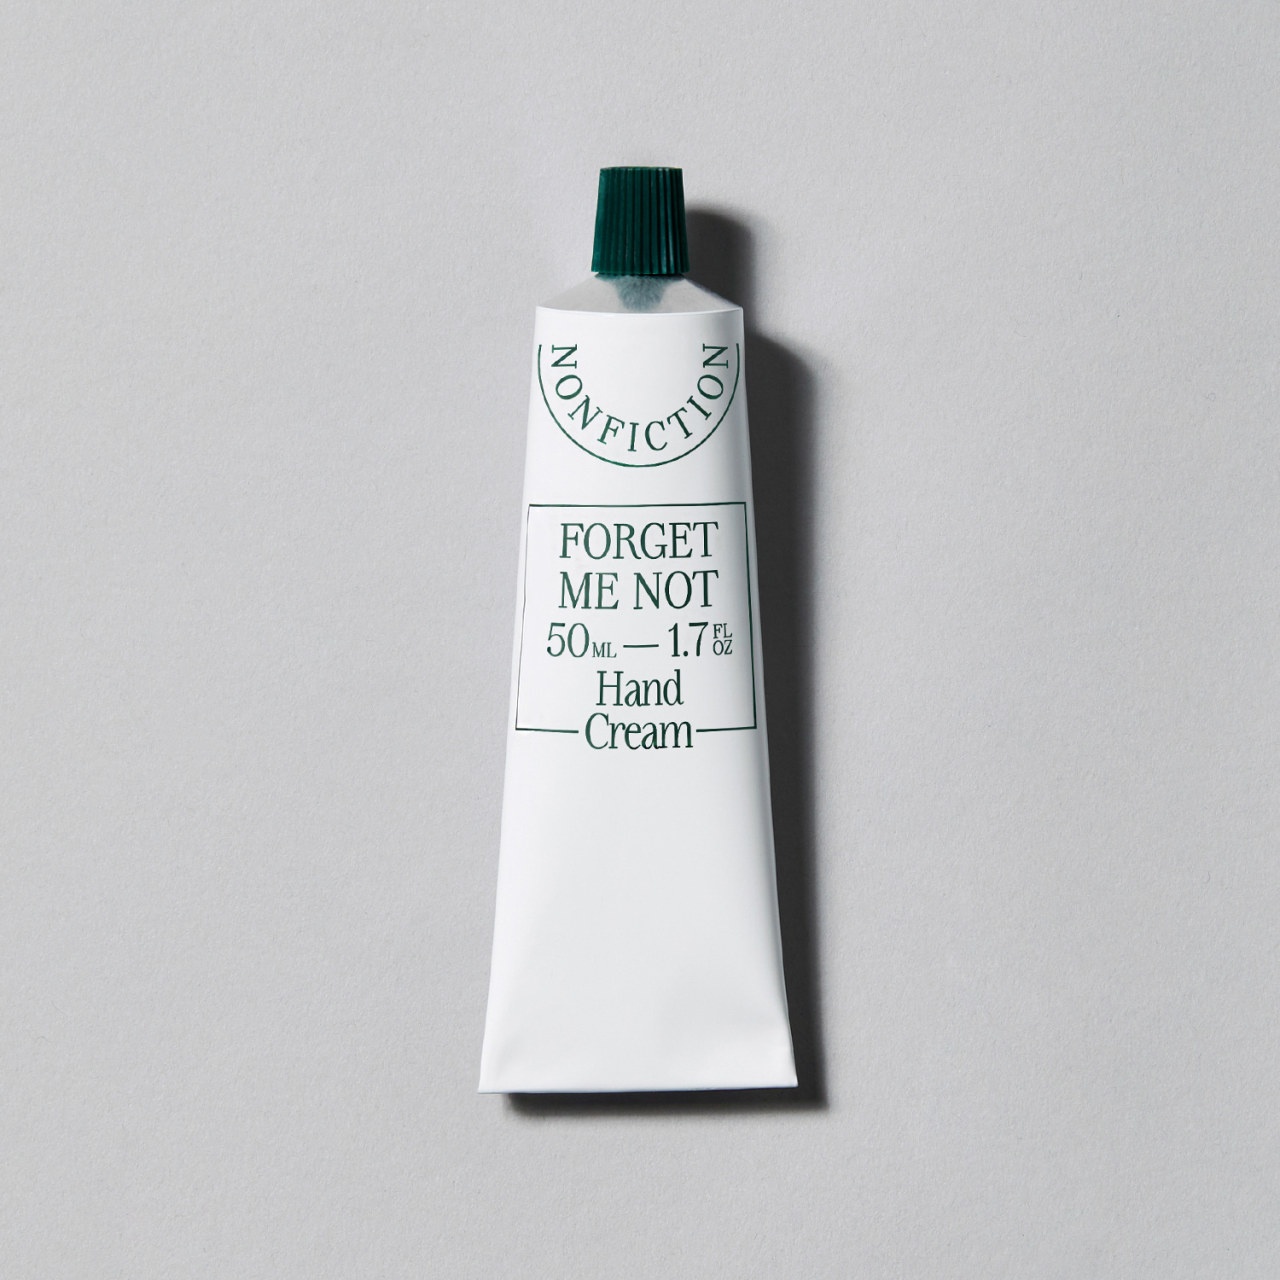 NONFICTION
FORGET
ME NOT
50ML — 1.7 FL OZ
Hand
Cream